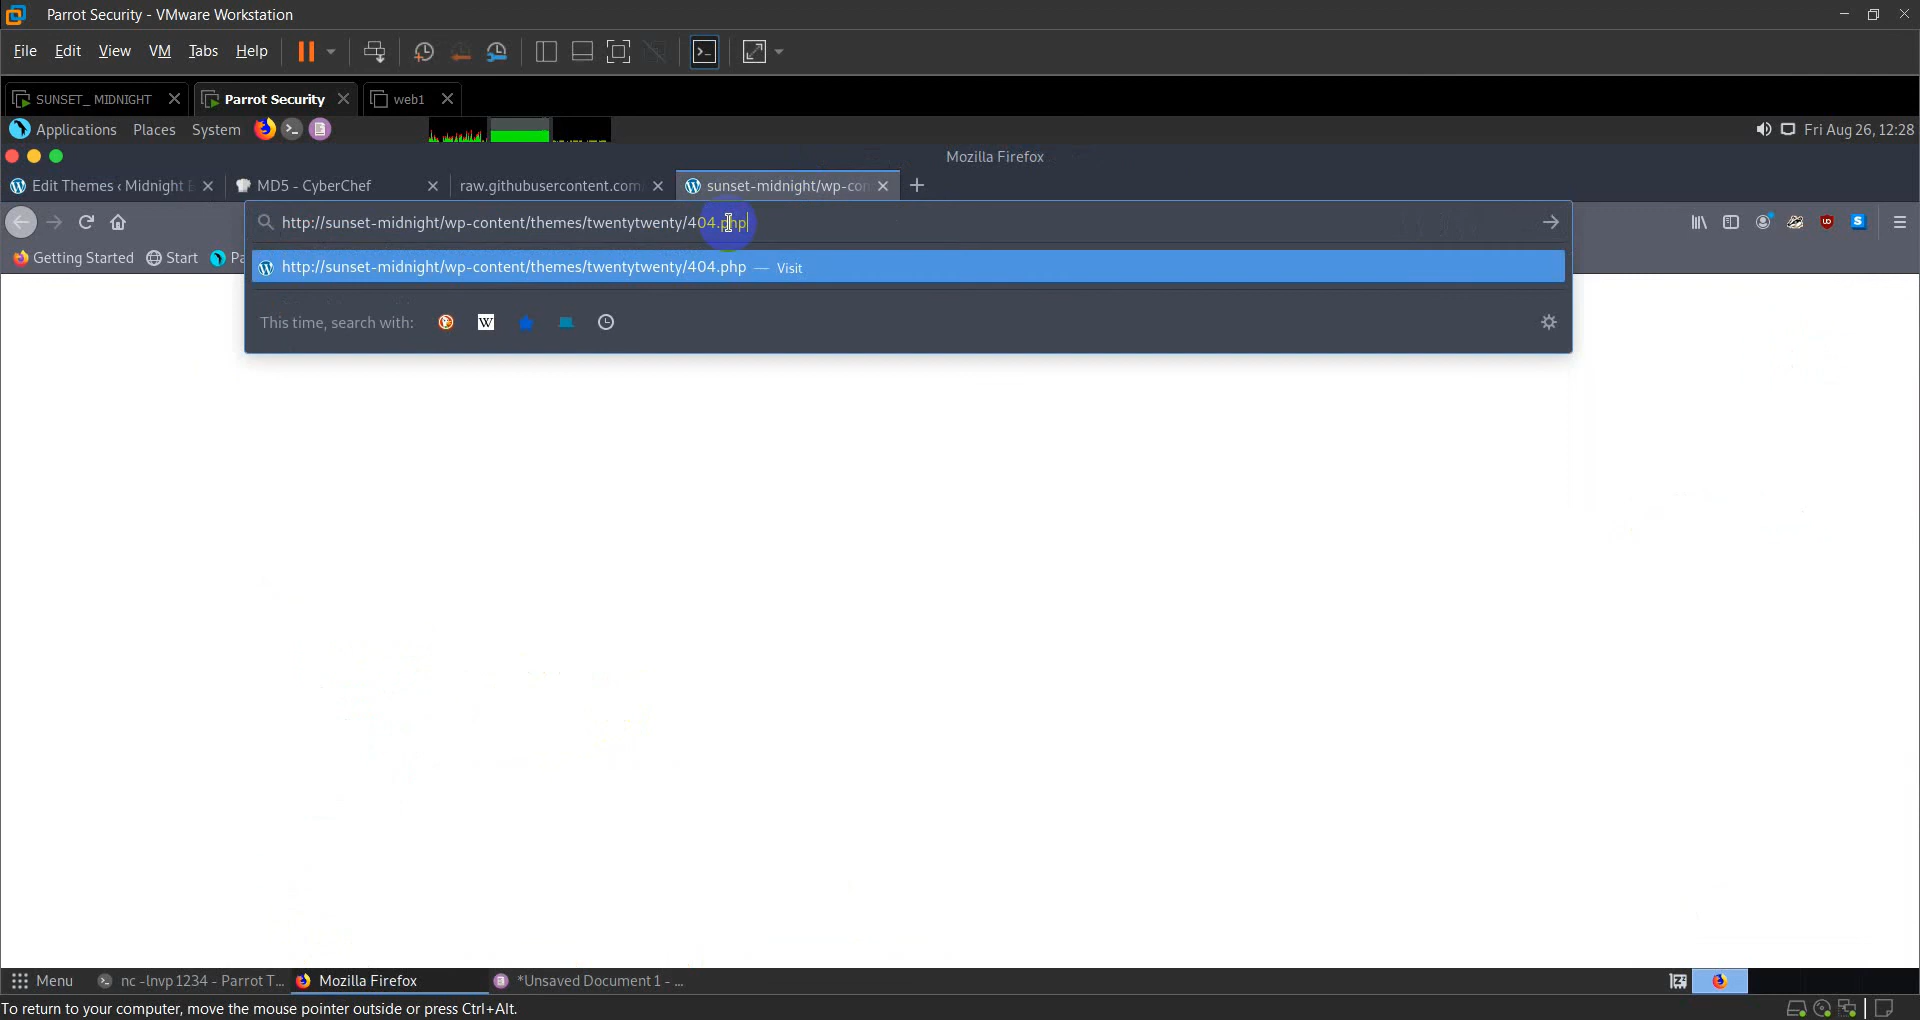 Parrot Security - VMware Workstation
File Edit View VM Tabs Help
SUNSET_ MIDNIGHT Parrot Security web1
Applications Places System Fri Aug 26, 12:28
Mozilla Firefox
Edit Themes ‹ Midnight MD5 - CyberChef raw.githubusercontent.com sunset-midnight/wp-con
http://sunset-midnight/wp-content/themes/twentytwenty/404.php
Getting Started Start Pa http://sunset-midnight/wp-content/themes/twentytwenty/404.php — Visit
This time, search with: W
Menu nc -lnvp 1234 - Parrot T... Mozilla Firefox *Unsaved Document 1 - ...
To return to your computer, move the mouse pointer outside or press Ctrl+Alt.